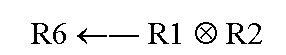 R6 ←— R1 ⊗ R2